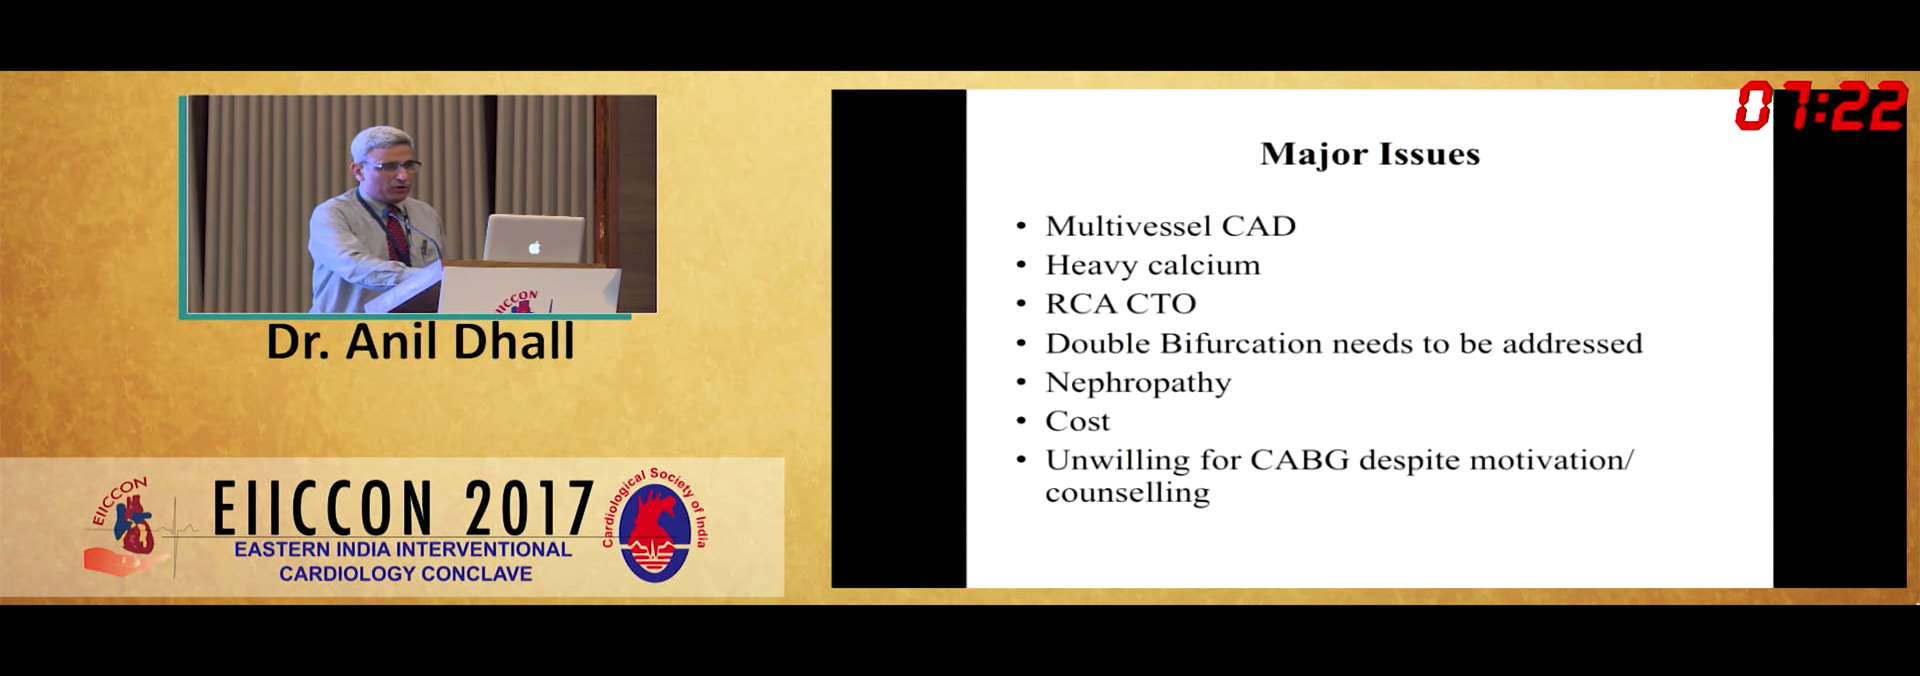 07:22
Major Issues
• Multivessel CAD
• Heavy calcium
• RCA CTO
• Double Bifurcation needs to be addressed
• Nephropathy
• Cost
• Unwilling for CABG despite motivation/
counselling
IICCON
Dr. Anil Dhall
EIICCON
EIICCON 2017
EASTERN INDIA INTERVENTIONAL
CARDIOLOGY CONCLAVE
Cardiological Society of India